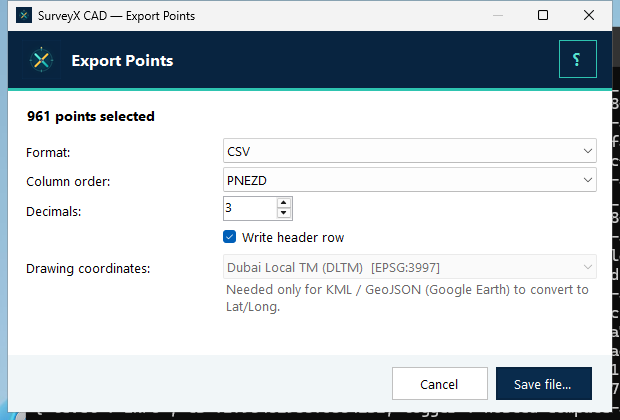 SurveyX CAD — Export Points
Export Points
؟
961 points selected
Format:
CSV
Column order:
PNEZD
Decimals:
3
Write header row
Drawing coordinates:
Dubai Local TM (DLTM) [EPSG:3997]
Needed only for KML / GeoJSON (Google Earth) to convert to
Lat/Long.
Cancel
Save file...